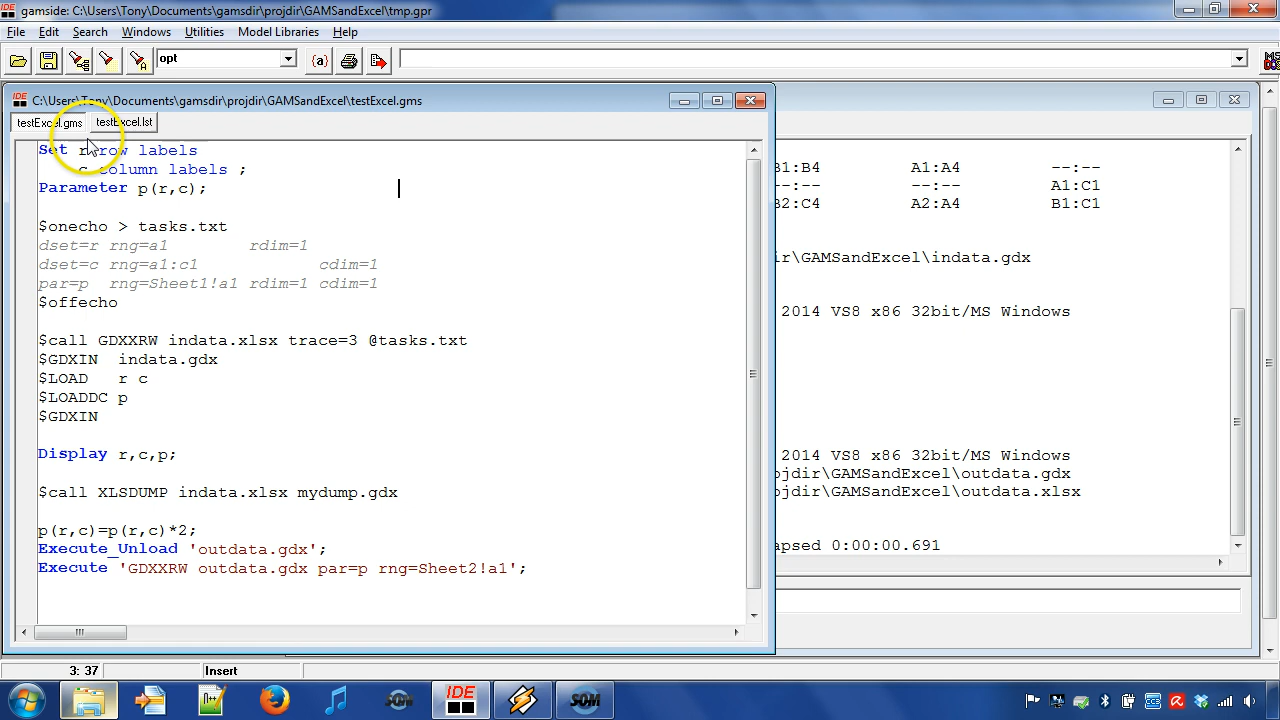 gamside: C:\Users\Tony\Documents\gamsdir\projdir\GAMSandExcel\tmp.gpr
File Edit Search Windows Utilities Model Libraries Help
opt
{a}
IDE C:\Users\Tony\Documents\gamsdir\projdir\GAMSandExcel\testExcel.gms
testExcel.gms testExcel.lst
Set r row labels
c column labels ;
Parameter p(r,c);
$onecho > tasks.txt
dset=r rng=a1 rdim=1
dset=c rng=a1:c1 cdim=1
par=p rng=Sheet1!a1 rdim=1 cdim=1
$offecho
$call GDXXRW indata.xlsx trace=3 @tasks.txt
$GDXIN indata.gdx
$LOAD r c
$LOADDC p
$GDXIN
Display r,c,p;
$call XLSDUMP indata.xlsx mydump.gdx
p(r,c)=p(r,c)*2;
Execute_Unload 'outdata.gdx';
Execute 'GDXXRW outdata.gdx par=p rng=Sheet2!a1';
B1:B4 A1:A4 --:--
--:-- --:-- A1:C1
B2:C4 A2:A4 B1:C1
ir\GAMSandExcel\indata.gdx
2014 VS8 x86 32bit/MS Windows
2014 VS8 x86 32bit/MS Windows
ojdir\GAMSandExcel\outdata.gdx
ojdir\GAMSandExcel\outdata.xlsx
apsed 0:00:00.691
3: 37 Insert
IDE